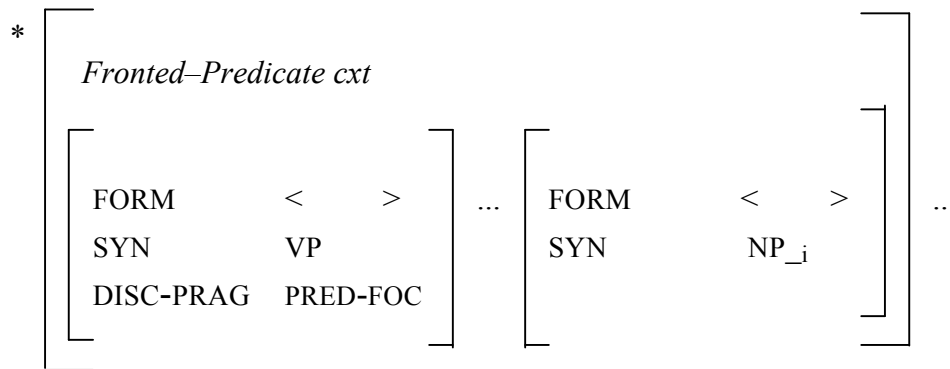 *
Fronted–Predicate cxt
FORM < > ... FORM < > ..
SYN VP SYN NP_i
DISC-PRAG PRED-FOC